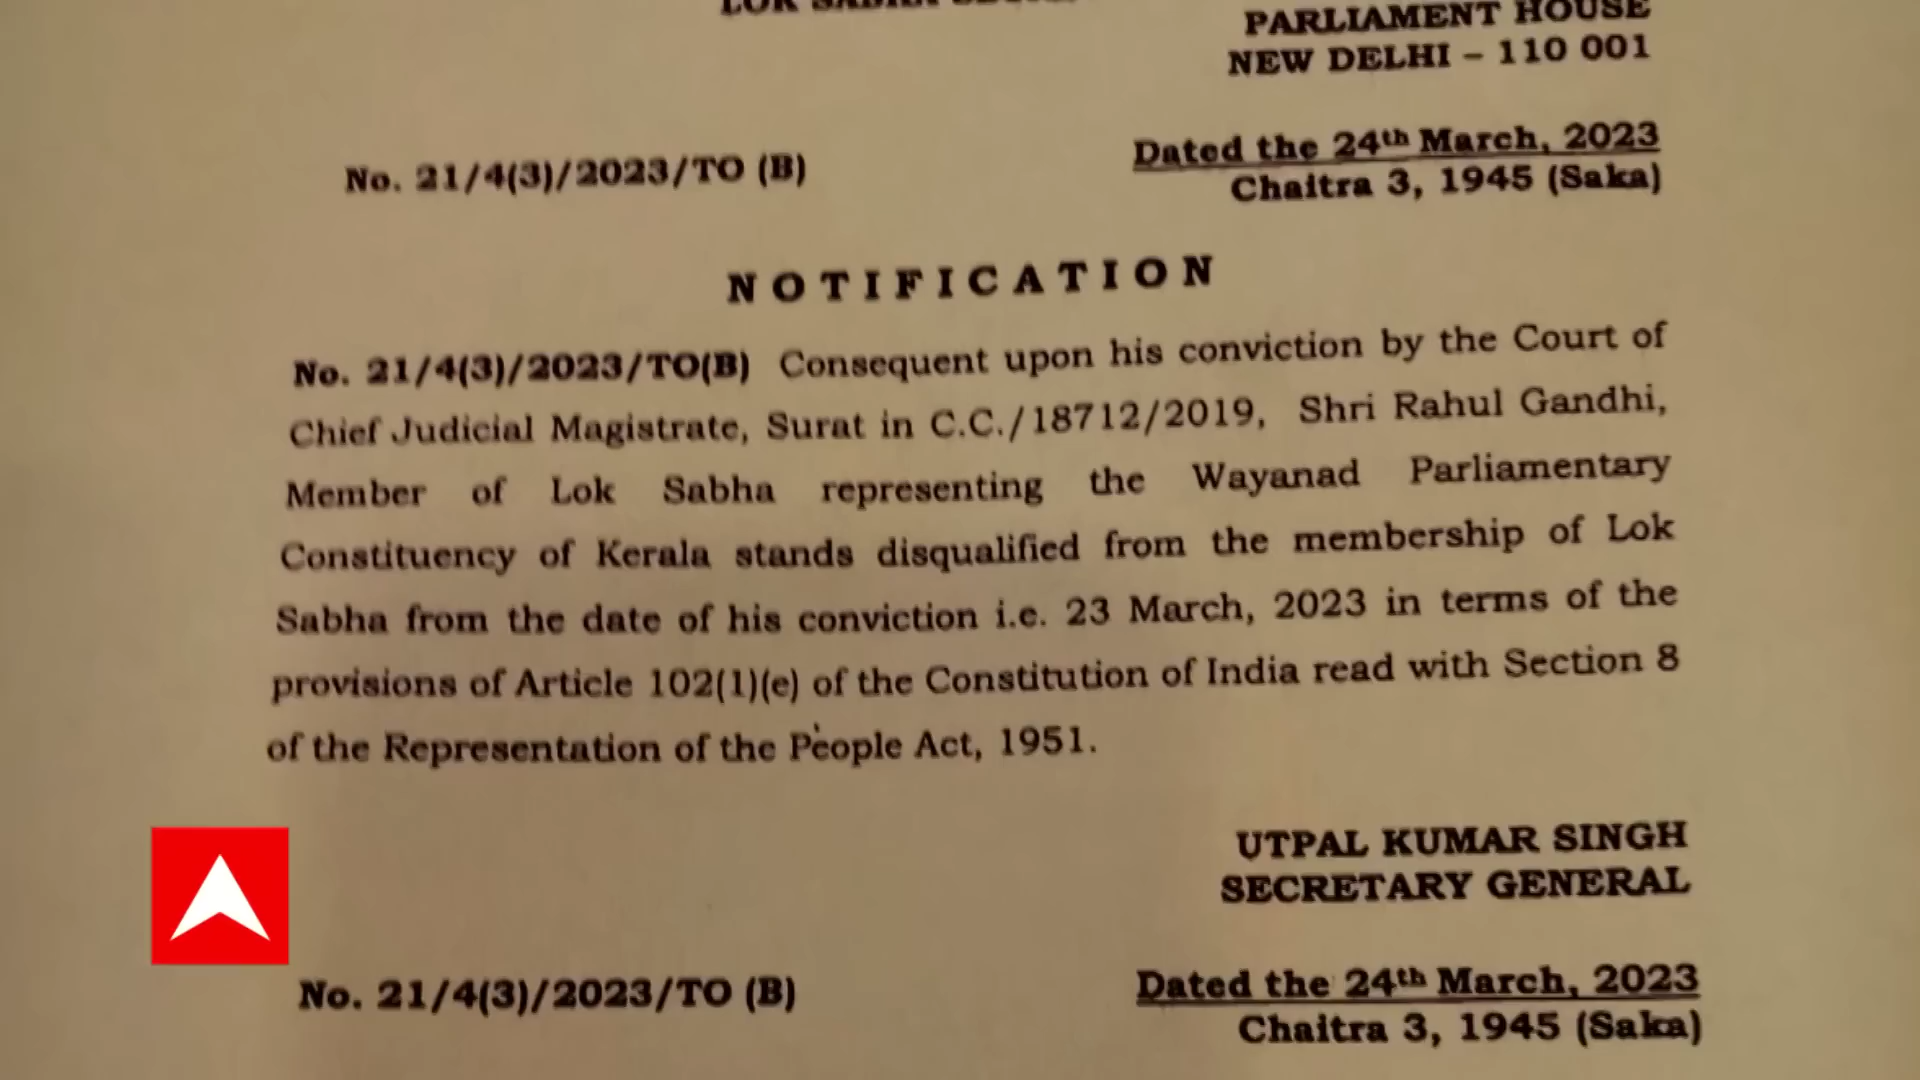 LOK SABHA
PARLIAMENT HOUSE
NEW DELHI – 110 001
No. 21/4(3)/2023/TO (B)
Dated the 24th March, 2023
Chaitra 3, 1945 (Saka)
NOTIFICATION
No. 21/4(3)/2023/TO(B) Consequent upon his conviction by the Court of
Chief Judicial Magistrate, Surat in C.C./18712/2019, Shri Rahul Gandhi,
Member of Lok Sabha representing the Wayanad Parliamentary
Constituency of Kerala stands disqualified from the membership of Lok
Sabha from the date of his conviction i.e. 23 March, 2023 in terms of the
provisions of Article 102(1)(e) of the Constitution of India read with Section 8
of the Representation of the People Act, 1951.
UTPAL KUMAR SINGH
SECRETARY GENERAL
No. 21/4(3)/2023/TO (B)
Dated the 24th March, 2023
Chaitra 3, 1945 (Saka)